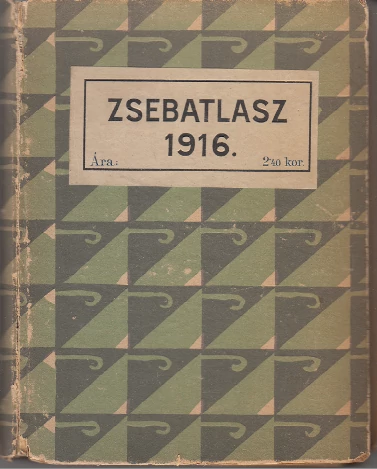 ZSEBATLASZ
1916.
Ára: 2·40 kor.